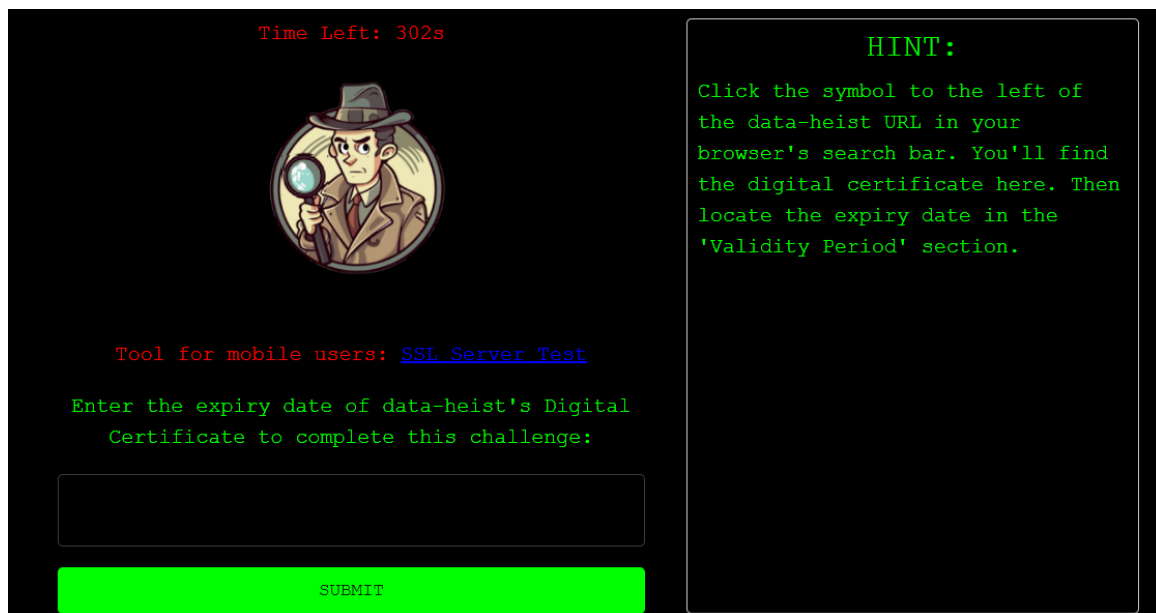 Time Left: 302s
Tool for mobile users: SSL Server Test
Enter the expiry date of data-heist's Digital
Certificate to complete this challenge:
SUBMIT
HINT:
Click the symbol to the left of
the data-heist URL in your
browser's search bar. You'll find
the digital certificate here. Then
locate the expiry date in the
'Validity Period' section.